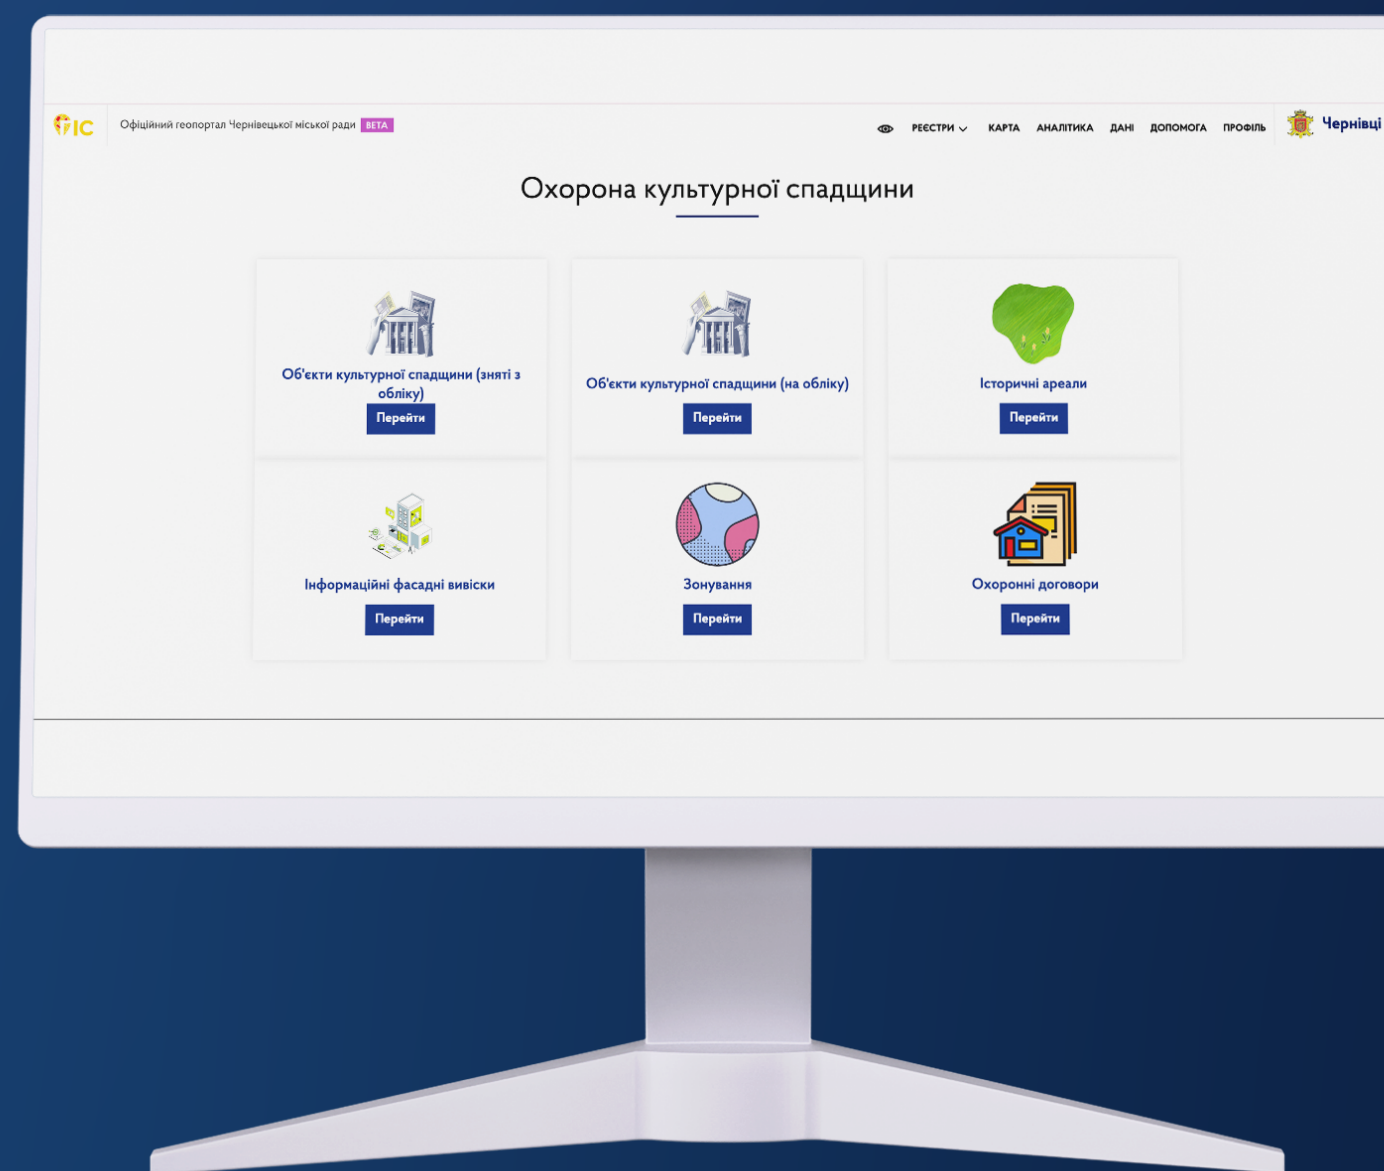 ГІС
Офіційний геопортал Чернівецької міської ради BETA
РЕЄСТРИ КАРТА АНАЛІТИКА ДАНІ ДОПОМОГА ПРОФІЛЬ
Чернівці
Охорона культурної спадщини
Об'єкти культурної спадщини (зняті з
обліку)
Перейти
Об'єкти культурної спадщини (на обліку)
Перейти
Історичні ареали
Перейти
Інформаційні фасадні вивіски
Перейти
Зонування
Перейти
Охоронні договори
Перейти